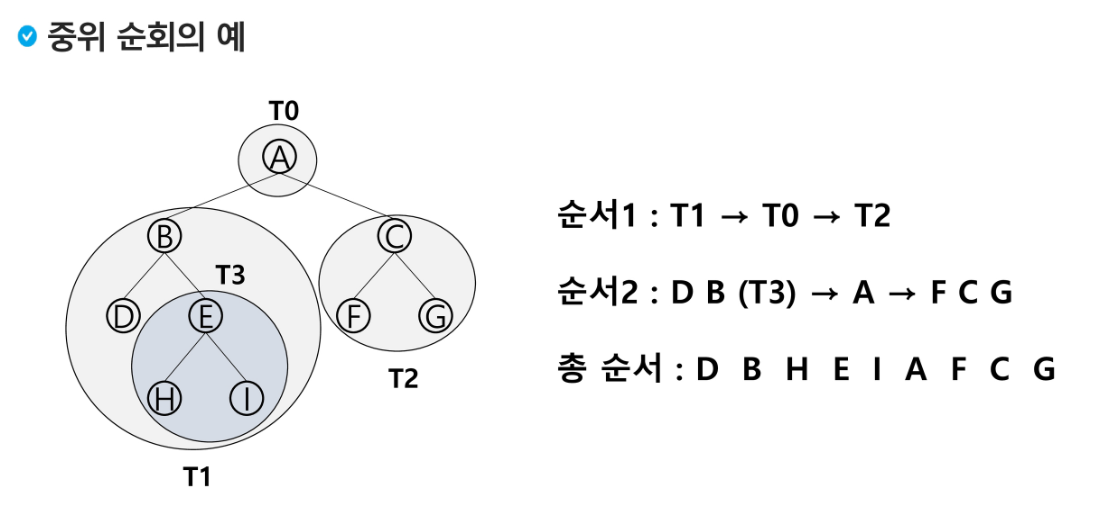 중위 순회의 예
T0
A
B
C
T3
D
E
F
G
H
I
T2
T1
순서1 : T1 → T0 → T2
순서2 : D B (T3) → A → F C G
총 순서 : D B H E I A F C G